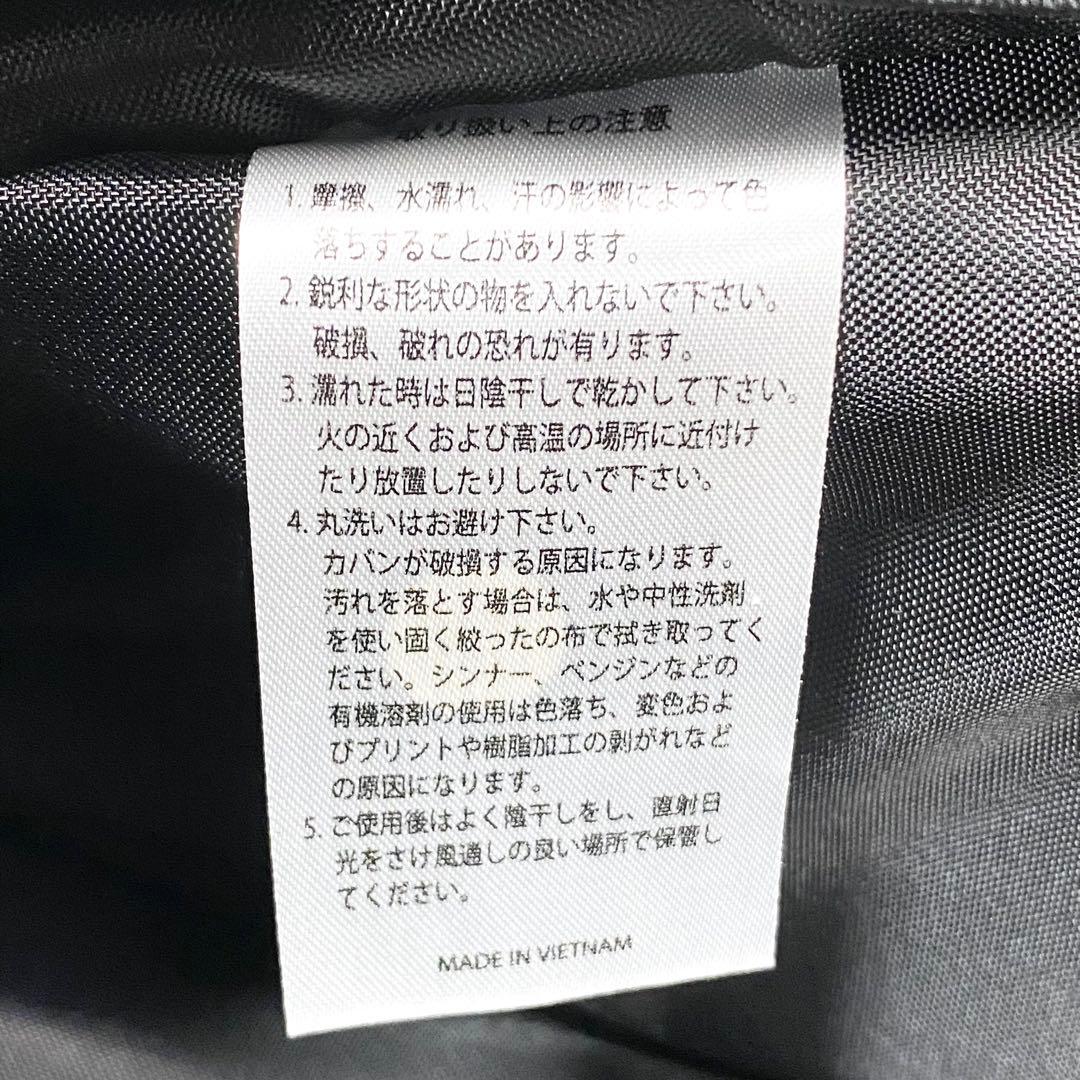 取り扱い上の注意
1. 摩擦、水濡れ、汗の影響によって色
落ちすることがあります。
2. 鋭利な形状の物を入れないで下さい。
破損、破れの恐れが有ります。
3. 濡れた時は日陰干しで乾かして下さい。
火の近くおよび高温の場所に近付け
たり放置したりしないで下さい。
4. 丸洗いはお避け下さい。
カバンが破損する原因になります。
汚れを落とす場合は、水や中性洗剤
を使い固く絞ったの布で拭き取ってく
ださい。シンナー、ベンジンなどの
有機溶剤の使用は色落ち、変色およ
びプリントや樹脂加工の剥がれなど
の原因になります。
5. ご使用後はよく陰干しをし、直射日
光をさけ風通しの良い場所で保管し
てください。
MADE IN VIETNAM